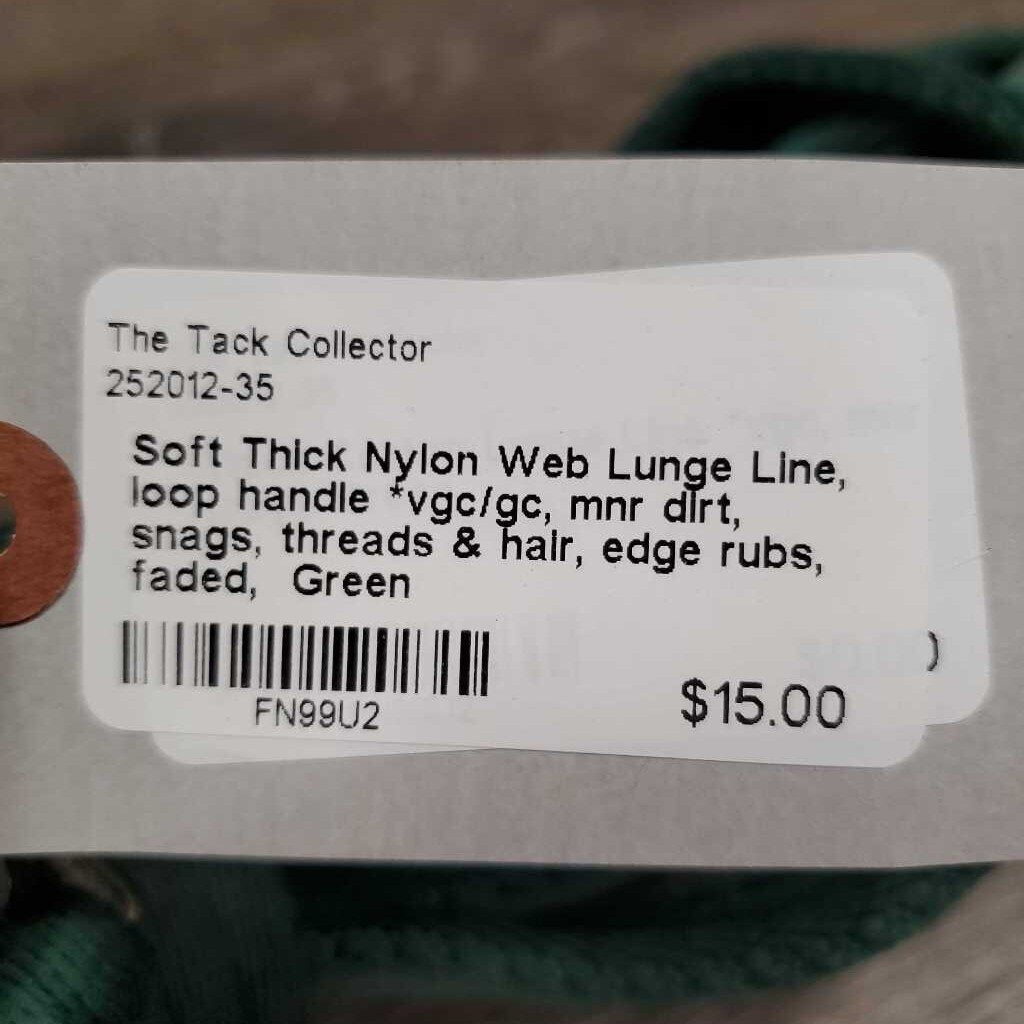 The Tack Collector
252012-35
Soft Thick Nylon Web Lunge Line,
loop handle *vgc/gc, mnr dirt,
snags, threads & hair, edge rubs,
faded, Green
)
FN99U2
$15.00